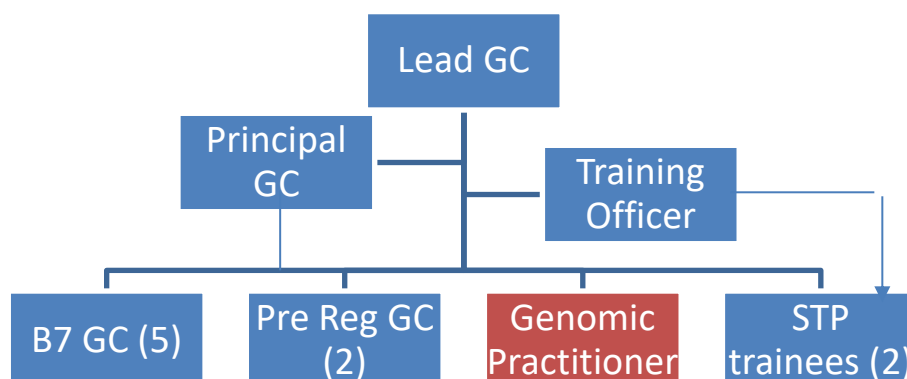 Lead GC
Principal
GC
Training
Officer
B7 GC (5)
Pre Reg GC
(2)
Genomic
Practitioner
STP
trainees (2)